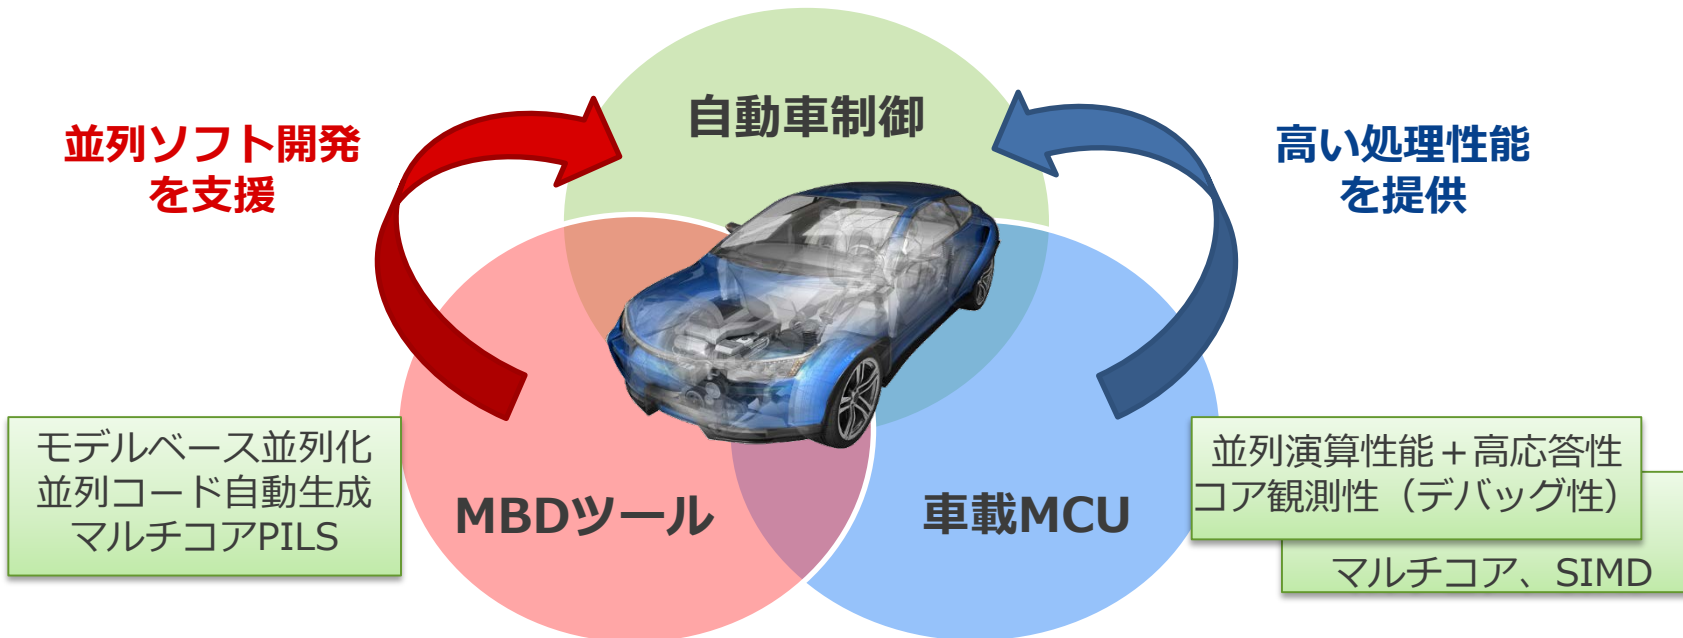 自動車制御
並列ソフト開発
を支援
高い処理性能
を提供
モデルベース並列化
並列コード自動生成
マルチコアPILS
MBDツール
車載MCU
並列演算性能＋高応答性
コア観測性（デバッグ性）
マルチコア、SIMD